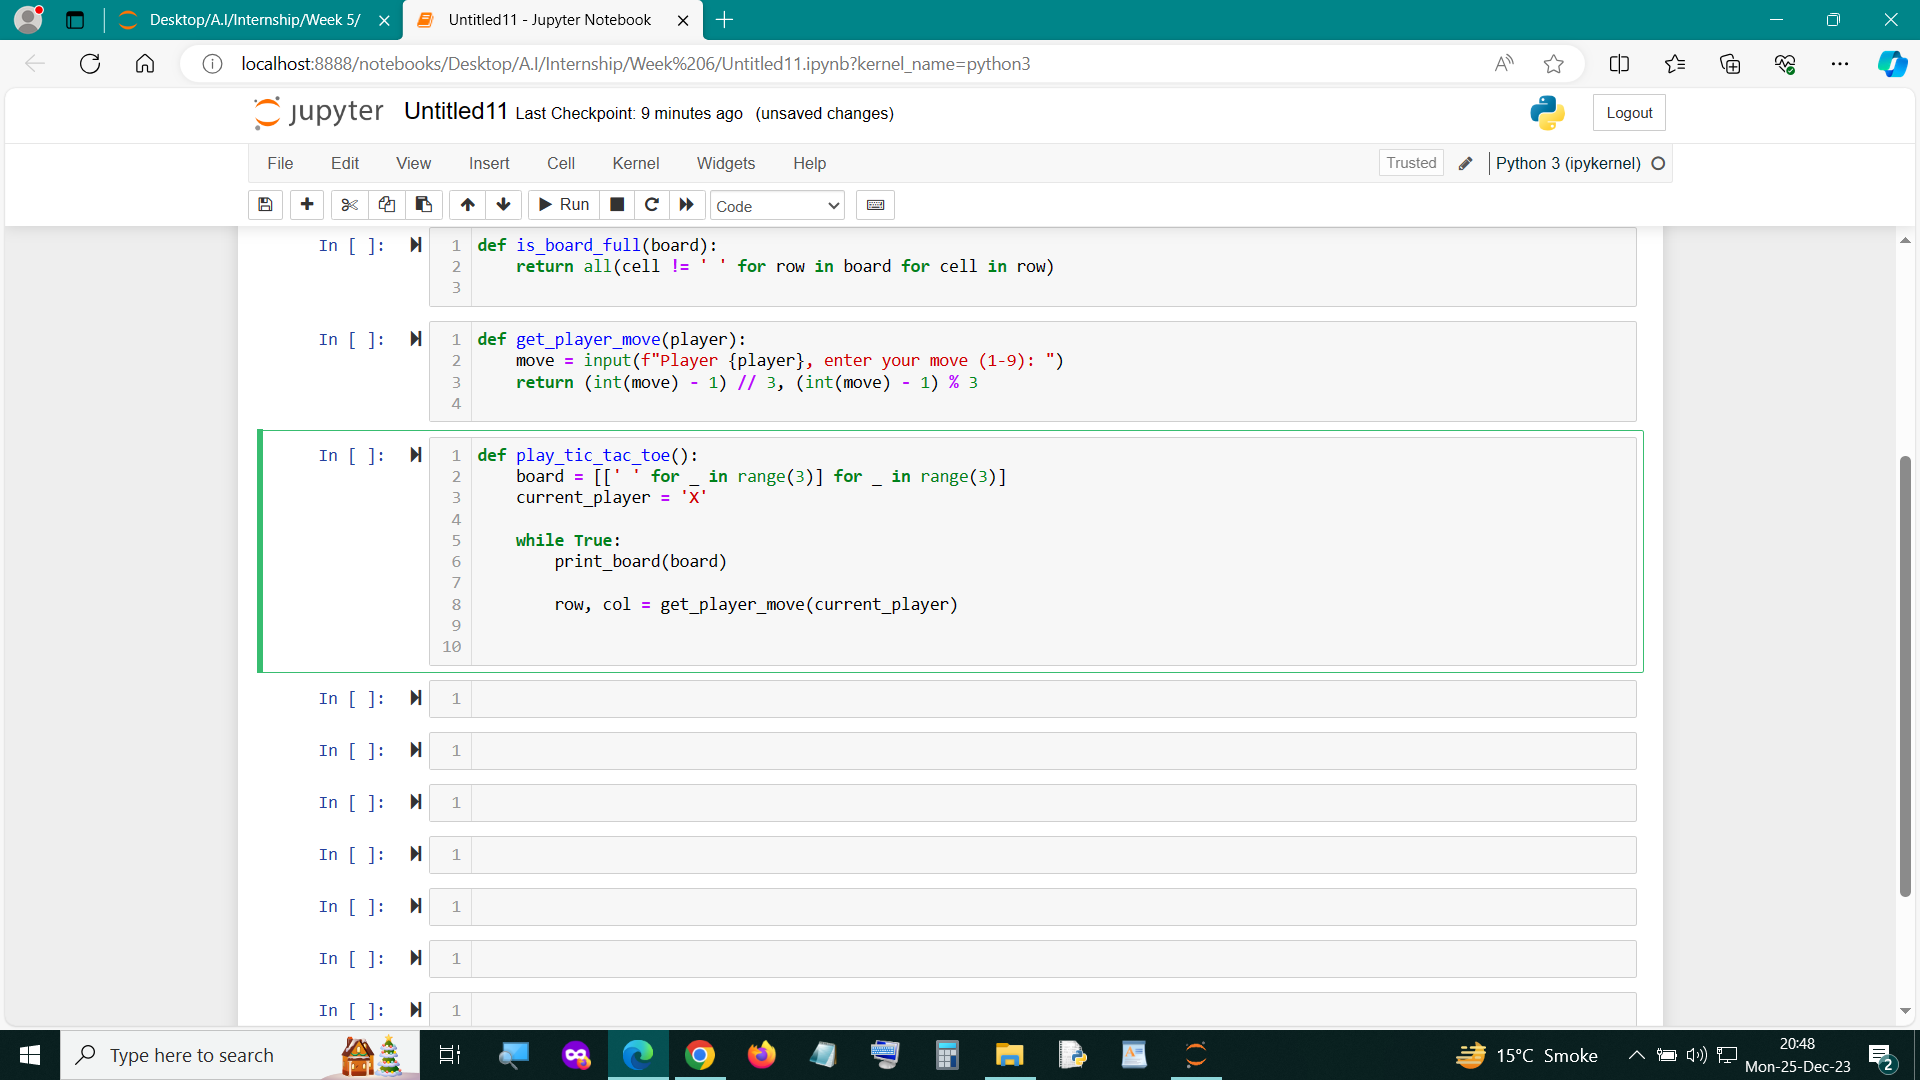 Desktop/A.I/Internship/Week 5/
Untitled11 - Jupyter Notebook
localhost:8888/notebooks/Desktop/A.I/Internship/Week%206/Untitled11.ipynb?kernel_name=python3
jupyter Untitled11 Last Checkpoint: 9 minutes ago (unsaved changes)
Logout
File Edit View Insert Cell Kernel Widgets Help
Trusted
Python 3 (ipykernel)
Run
Code
In [ ]:
1 def is_board_full(board):
2     return all(cell != ' ' for row in board for cell in row)
3
In [ ]:
1 def get_player_move(player):
2     move = input(f"Player {player}, enter your move (1-9): ")
3     return (int(move) - 1) // 3, (int(move) - 1) % 3
4
In [ ]:
1 def play_tic_tac_toe():
2     board = [[' ' for _ in range(3)] for _ in range(3)]
3     current_player = 'X'
4
5     while True:
6         print_board(board)
7
8         row, col = get_player_move(current_player)
9
10
In [ ]: 1
In [ ]: 1
In [ ]: 1
In [ ]: 1
In [ ]: 1
In [ ]: 1
In [ ]: 1
Type here to search
15°C Smoke
20:48
Mon-25-Dec-23
2